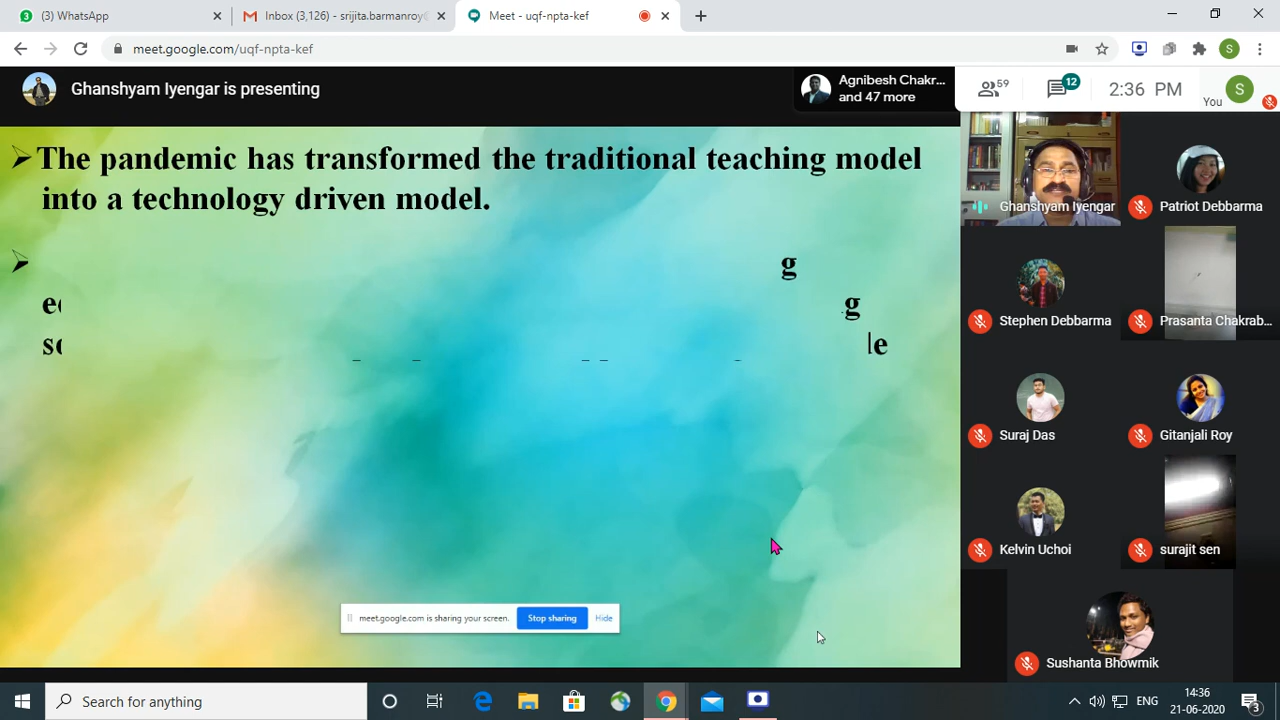 (3) WhatsApp
Inbox (3,126) - srijita.barmanroy@
Meet - uqf-npta-kef
meet.google.com/uqf-npta-kef
Ghanshyam Iyengar is presenting
Agnibesh Chakr...
and 47 more
59
12
2:36 PM
You
S
The pandemic has transformed the traditional teaching model
into a technology driven model.
Ghanshyam Iyengar
Patriot Debbarma
Stephen Debbarma
Prasanta Chakrab...
Suraj Das
Gitanjali Roy
Kelvin Uchoi
surajit sen
Sushanta Bhowmik
meet.google.com is sharing your screen.
Stop sharing
Hide
Search for anything
ENG
14:36
21-06-2020
3